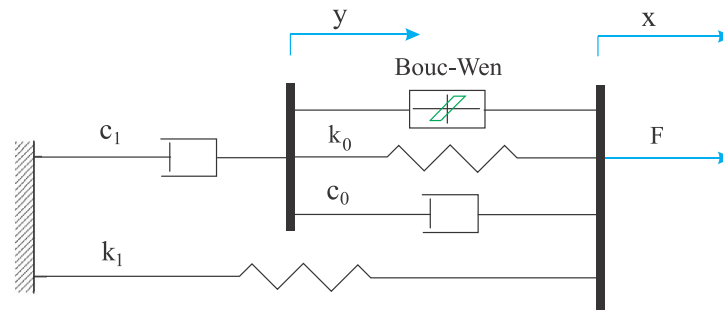 y
x
Bouc-Wen
c₁
k₀
F
c₀
k₁